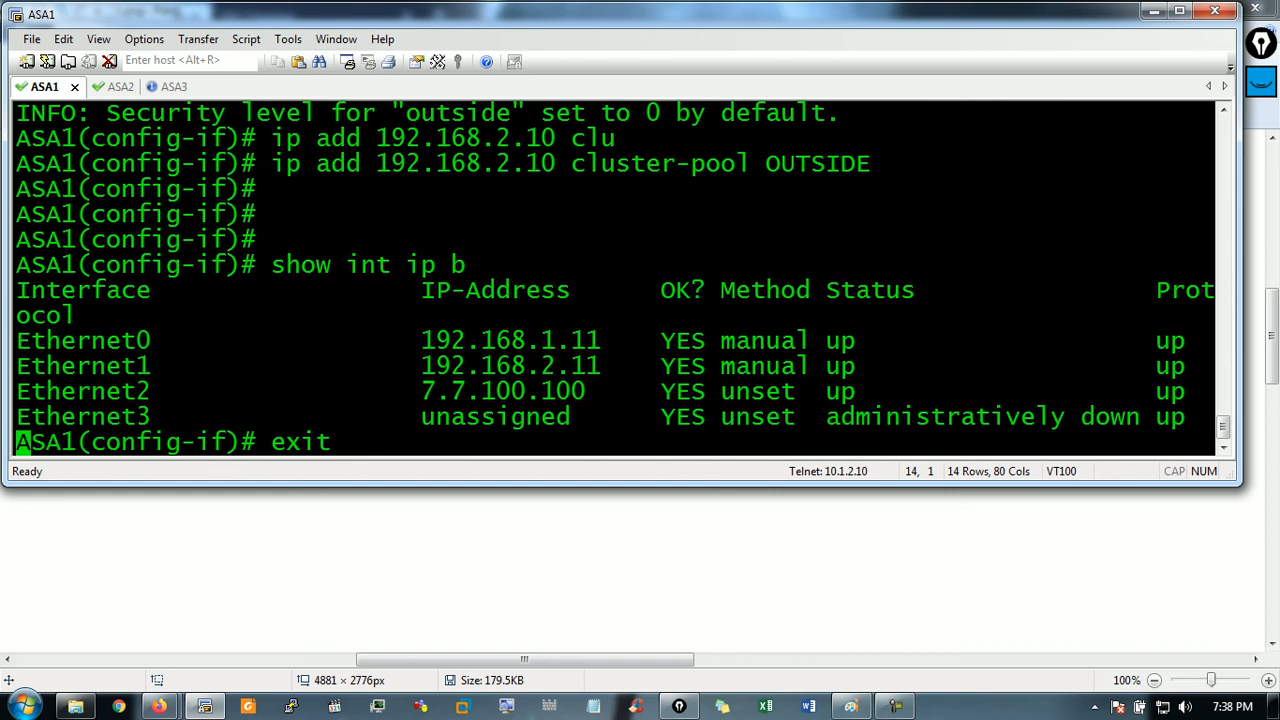 ASA1
File Edit View Options Transfer Script Tools Window Help
Enter host <Alt+R>
ASA1 ASA2 ASA3
INFO: Security level for "outside" set to 0 by default.
ASA1(config-if)# ip add 192.168.2.10 clu
ASA1(config-if)# ip add 192.168.2.10 cluster-pool OUTSIDE
ASA1(config-if)#
ASA1(config-if)#
ASA1(config-if)#
ASA1(config-if)# show int ip b
Interface IP-Address OK? Method Status Prot
ocol
Ethernet0 192.168.1.11 YES manual up up
Ethernet1 192.168.2.11 YES manual up up
Ethernet2 7.7.100.100 YES unset up up
Ethernet3 unassigned YES unset administratively down up
ASA1(config-if)# exit
Ready Telnet: 10.1.2.10 14, 1 14 Rows, 80 Cols VT100 CAP NUM
4881 × 2776px Size: 179.5KB 100%
7:38 PM